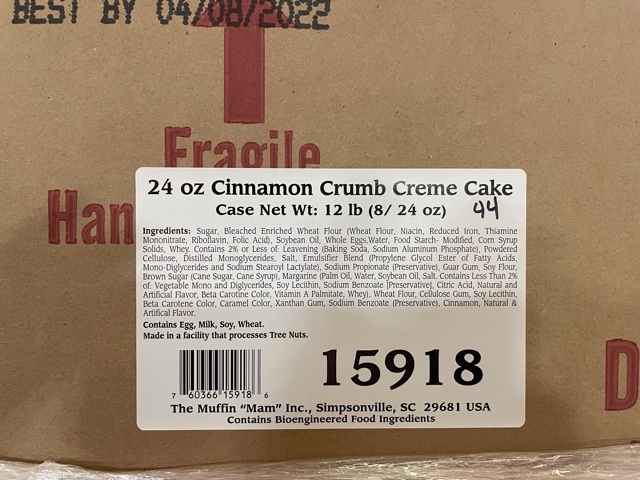 BEST BY 04/08/2022
Fragile
Han
24 oz Cinnamon Crumb Creme Cake
Case Net Wt: 12 lb (8/ 24 oz) 44
Ingredients: Sugar, Bleached Enriched Wheat Flour (Wheat Flour, Niacin, Reduced Iron, Thiamine
Mononitrate, Riboflavin, Folic Acid), Soybean Oil, Whole Eggs,Water, Food Starch- Modified, Corn Syrup
Solids, Whey. Contains 2% or Less of: Leavening (Baking Soda, Sodium Aluminum Phosphate), Powdered
Cellulose, Distilled Monoglycerides, Salt, Emulsifier Blend (Propylene Glycol Ester of Fatty Acids,
Mono-Diglycerides and Sodium Stearoyl Lactylate), Sodium Propionate (Preservative), Guar Gum, Soy Flour,
Brown Sugar (Cane Sugar, Cane Syrup), Margarine (Palm Oil, Water, Soybean Oil, Salt. Contains Less Than 2%
of: Vegetable Mono and Diglycerides, Soy Lecithin, Sodium Benzoate [Preservative], Citric Acid, Natural and
Artificial Flavor, Beta Carotine Color, Vitamin A Palmitate, Whey), Wheat Flour, Cellulose Gum, Soy Lecithin,
Beta Carotene Color, Caramel Color, Xanthan Gum, Sodium Benzoate (Preservative), Cinnamon, Natural &
Artifical Flavor.
Contains Egg, Milk, Soy, Wheat.
Made in a facility that processes Tree Nuts.
15918
7 60366 15918 6
The Muffin “Mam” Inc., Simpsonville, SC 29681 USA
Contains Bioengineered Food Ingredients
D